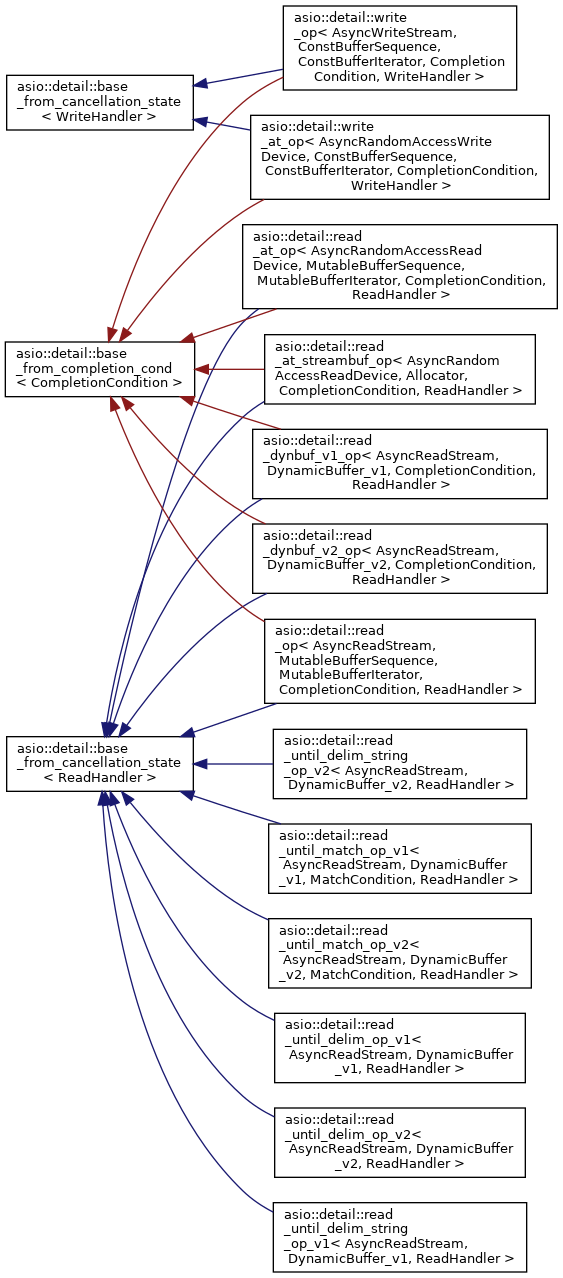 asio::detail::write
_op< AsyncWriteStream,
ConstBufferSequence,
ConstBufferIterator, Completion
Condition, WriteHandler >
asio::detail::base
_from_cancellation_state
< WriteHandler >
asio::detail::write
_at_op< AsyncRandomAccessWrite
Device, ConstBufferSequence,
ConstBufferIterator, CompletionCondition,
WriteHandler >
asio::detail::read
_at_op< AsyncRandomAccessRead
Device, MutableBufferSequence,
MutableBufferIterator, CompletionCondition,
ReadHandler >
asio::detail::base
_from_completion_cond
< CompletionCondition >
asio::detail::read
_at_streambuf_op< AsyncRandom
AccessReadDevice, Allocator,
CompletionCondition, ReadHandler >
asio::detail::read
_dynbuf_v1_op< AsyncReadStream,
DynamicBuffer_v1, CompletionCondition,
ReadHandler >
asio::detail::read
_dynbuf_v2_op< AsyncReadStream,
DynamicBuffer_v2, CompletionCondition,
ReadHandler >
asio::detail::read
_op< AsyncReadStream,
MutableBufferSequence,
MutableBufferIterator,
CompletionCondition, ReadHandler >
asio::detail::base
_from_cancellation_state
< ReadHandler >
asio::detail::read
_until_delim_string
_op_v2< AsyncReadStream,
DynamicBuffer_v2, ReadHandler >
asio::detail::read
_until_match_op_v1<
AsyncReadStream, DynamicBuffer
_v1, MatchCondition, ReadHandler >
asio::detail::read
_until_match_op_v2<
AsyncReadStream, DynamicBuffer
_v2, MatchCondition, ReadHandler >
asio::detail::read
_until_delim_op_v1<
AsyncReadStream, DynamicBuffer
_v1, ReadHandler >
asio::detail::read
_until_delim_op_v2<
AsyncReadStream, DynamicBuffer
_v2, ReadHandler >
asio::detail::read
_until_delim_string
_op_v1< AsyncReadStream,
DynamicBuffer_v1, ReadHandler >